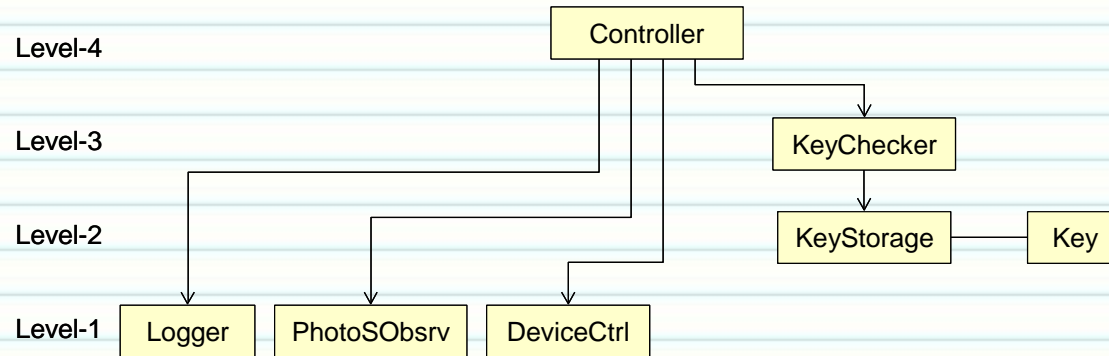 Level-4
Controller
Level-3
KeyChecker
Level-2
KeyStorage
Key
Level-1
Logger
PhotoSObsrv
DeviceCtrl